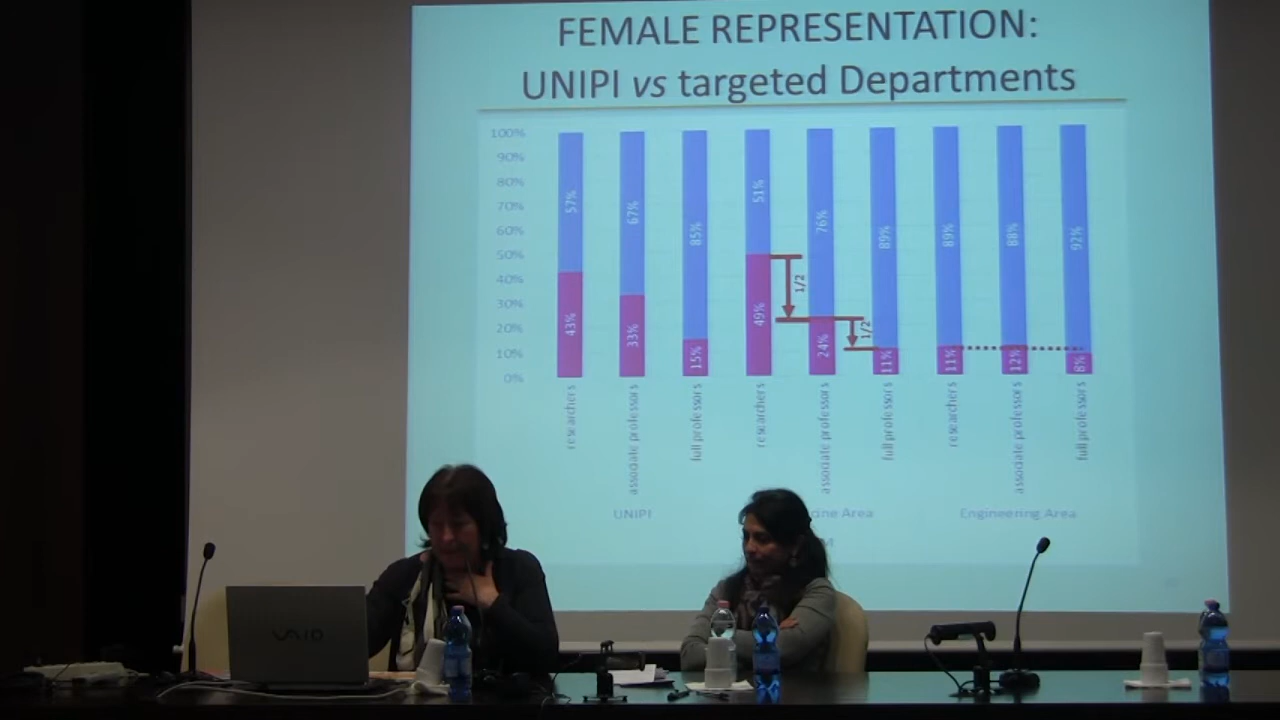 FEMALE REPRESENTATION:
UNIPI vs targeted Departments
100%
90%
80%
70%
60%
50%
40%
30%
20%
10%
0%
57%
67%
85%
51%
76%
89%
89%
88%
92%
43%
33%
15%
49%
24%
11%
11%
12%
8%
1/2
1/2
researchers
associate professors
full professors
researchers
associate professors
full professors
researchers
associate professors
full professors
UNIPI
Area
Engineering Area
VAIO